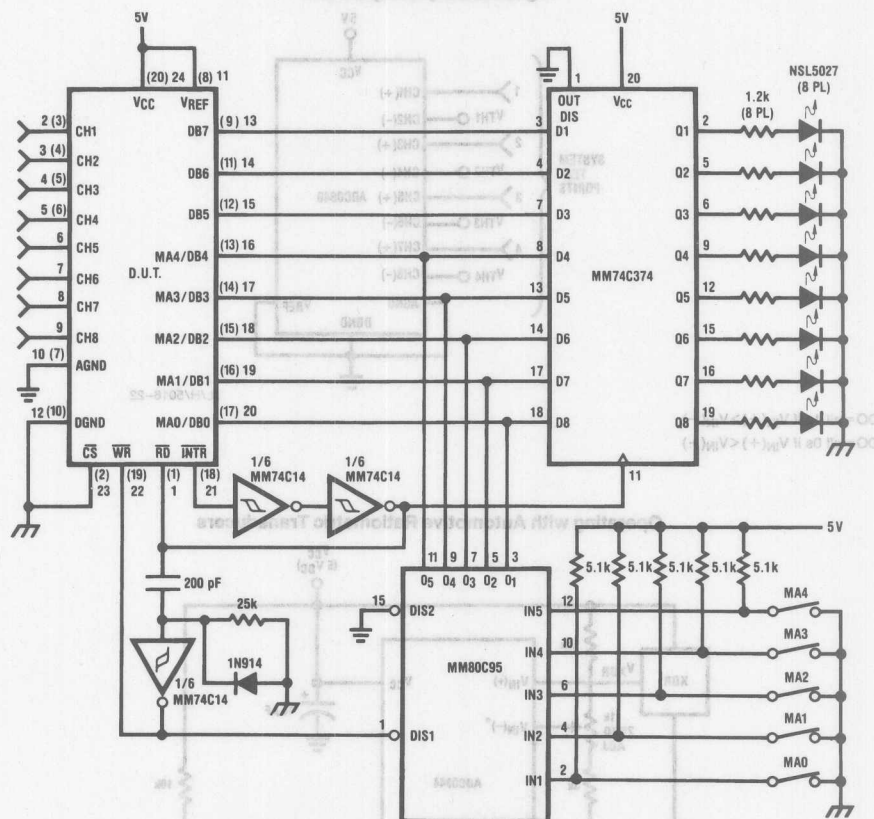 5V
5V
(20) 24
(8) 11
VCC
VREF
1
20
OUT
DIS
VCC
NSL5027
(8 PL)
1.2k
(8 PL)
2 (3)
CH1
3 (4)
CH2
4 (5)
CH3
5 (6)
CH4
6
CH5
7
CH6
8
CH7
9
CH8
10 (7)
AGND
12 (10)
DGND
D.U.T.
DB7
(9) 13
DB6
(11) 14
DB5
(12) 15
MA4/DB4
(13) 16
MA3/DB3
(14) 17
MA2/DB2
(15) 18
MA1/DB1
(16) 19
MA0/DB0
(17) 20
3
D1
4
D2
7
D3
8
D4
13
D5
14
D6
17
D7
18
D8
MM74C374
Q1
2
Q2
5
Q3
6
Q4
9
Q5
12
Q6
15
Q7
16
Q8
19
11
CS
WR
RD
INTR
(2)
23
(19)
22
(1)
1
(18)
21
1/6
MM74C14
1/6
MM74C14
200 pF
25k
1N914
1/6
MM74C14
11
9
7
5
3
O5
O4
O3
O2
O1
15
DIS2
MM80C95
1
DIS1
IN5
12
IN4
10
IN3
6
IN2
4
IN1
2
5V
5.1k
5.1k
5.1k
5.1k
5.1k
MA4
MA3
MA2
MA1
MA0